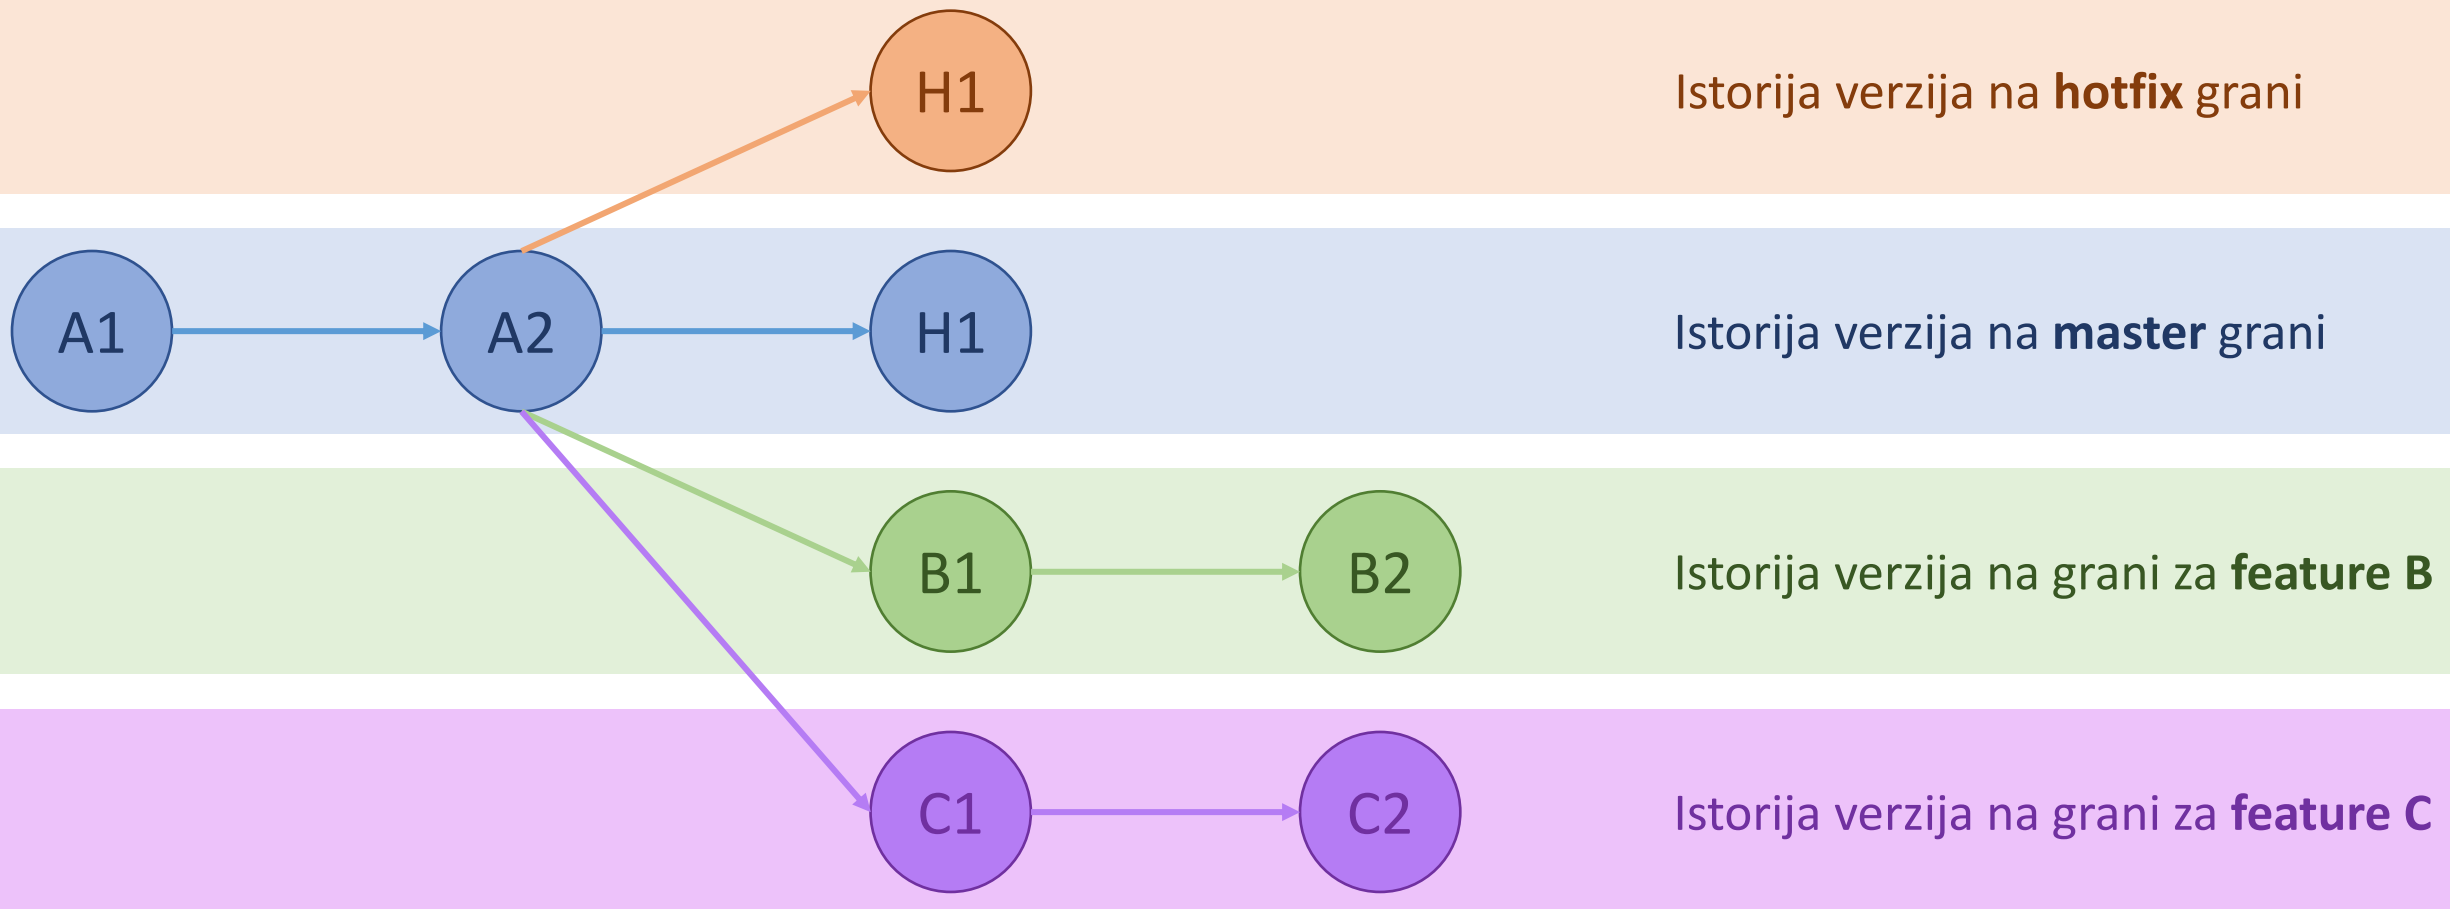 H1
Istorija verzija na hotfix grani
A1
A2
H1
Istorija verzija na master grani
B1
B2
Istorija verzija na grani za feature B
C1
C2
Istorija verzija na grani za feature C